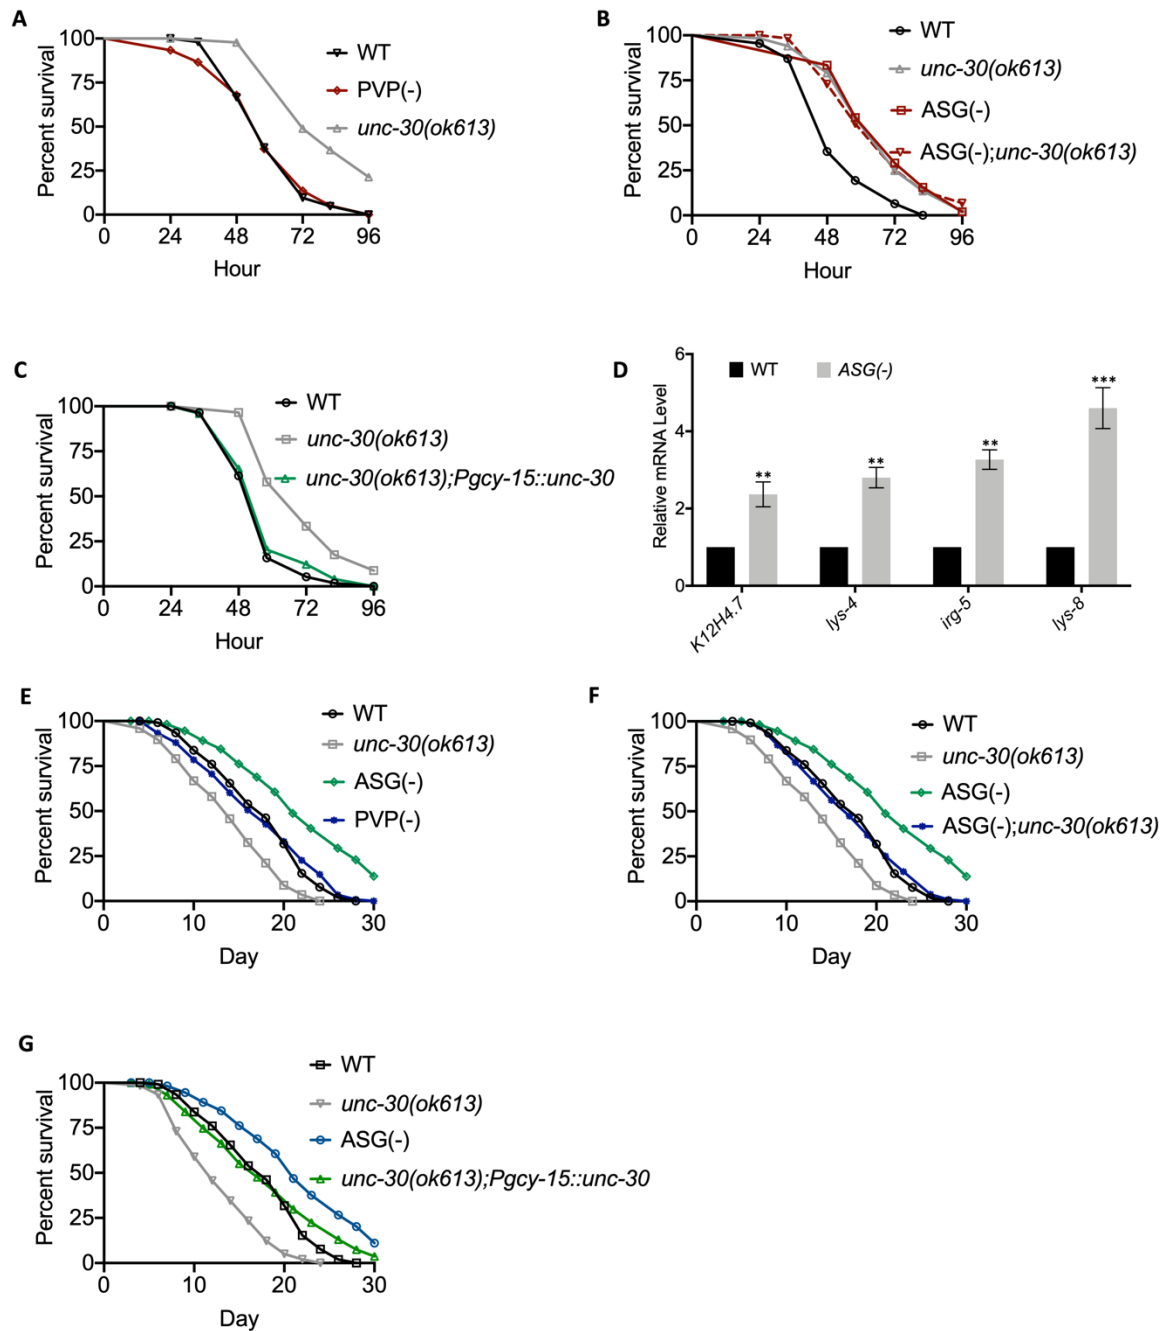 A
Percent survival
100
75
50
25
0
0 24 48 72 96
Hour
WT
PVP(-)
unc-30(ok613)
B
Percent survival
100
75
50
25
0
0 24 48 72 96
Hour
WT
unc-30(ok613)
ASG(-)
ASG(-);unc-30(ok613)
C
Percent survival
100
75
50
25
0
0 24 48 72 96
Hour
WT
unc-30(ok613)
unc-30(ok613);Pgcy-15::unc-30
D
Relative mRNA Level
6
4
2
0
WT ASG(-)
** ** ** ***
K12H4.7 lys-4 irg-5 lys-8
E
Percent survival
100
75
50
25
0
0 10 20 30
Day
WT
unc-30(ok613)
ASG(-)
PVP(-)
F
Percent survival
100
75
50
25
0
0 10 20 30
Day
WT
unc-30(ok613)
ASG(-)
ASG(-);unc-30(ok613)
G
Percent survival
100
75
50
25
0
0 10 20 30
Day
WT
unc-30(ok613)
ASG(-)
unc-30(ok613);Pgcy-15::unc-30